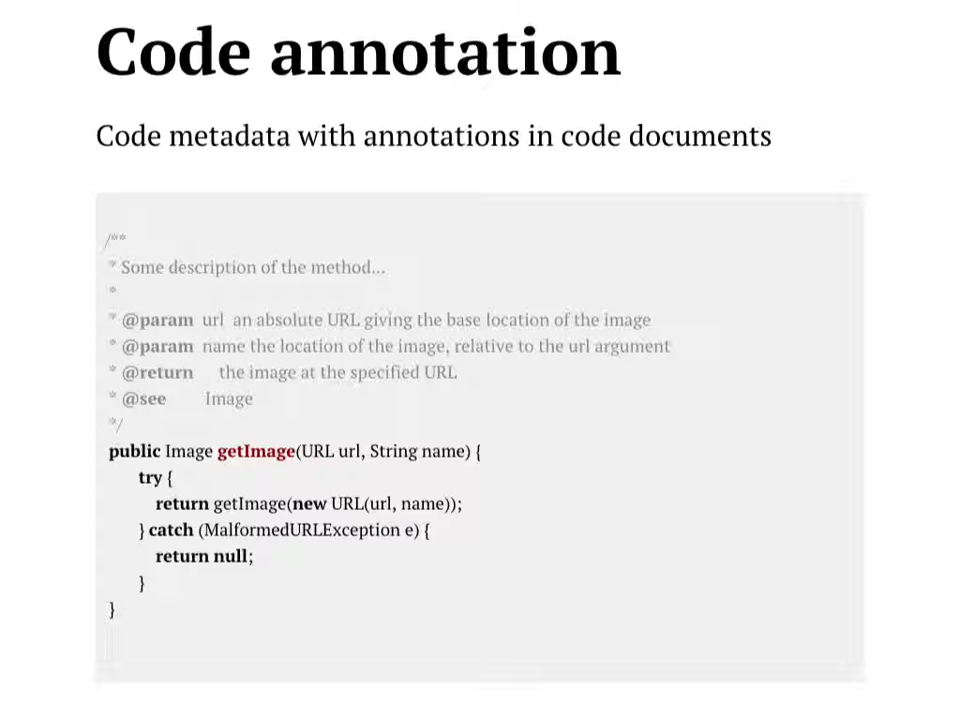 Code annotation
Code metadata with annotations in code documents
/**
* Some description of the method...
*
* @param url an absolute URL giving the base location of the image
* @param name the location of the image, relative to the url argument
* @return the image at the specified URL
* @see Image
*/
public Image getImage(URL url, String name) {
try {
return getImage(new URL(url, name));
} catch (MalformedURLException e) {
return null;
}
}